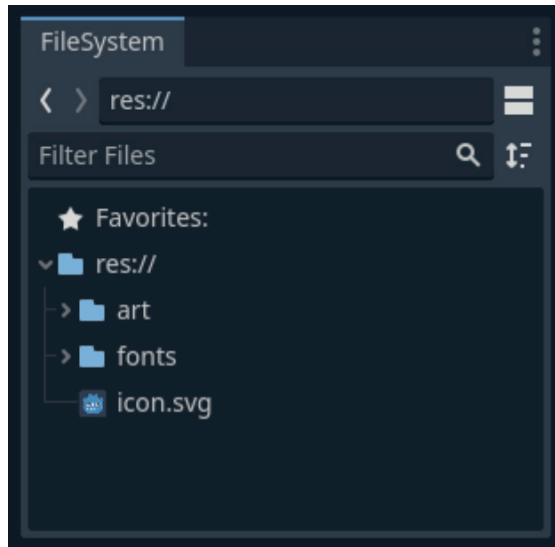 FileSystem
res://
Filter Files
Favorites:
res://
art
fonts
icon.svg